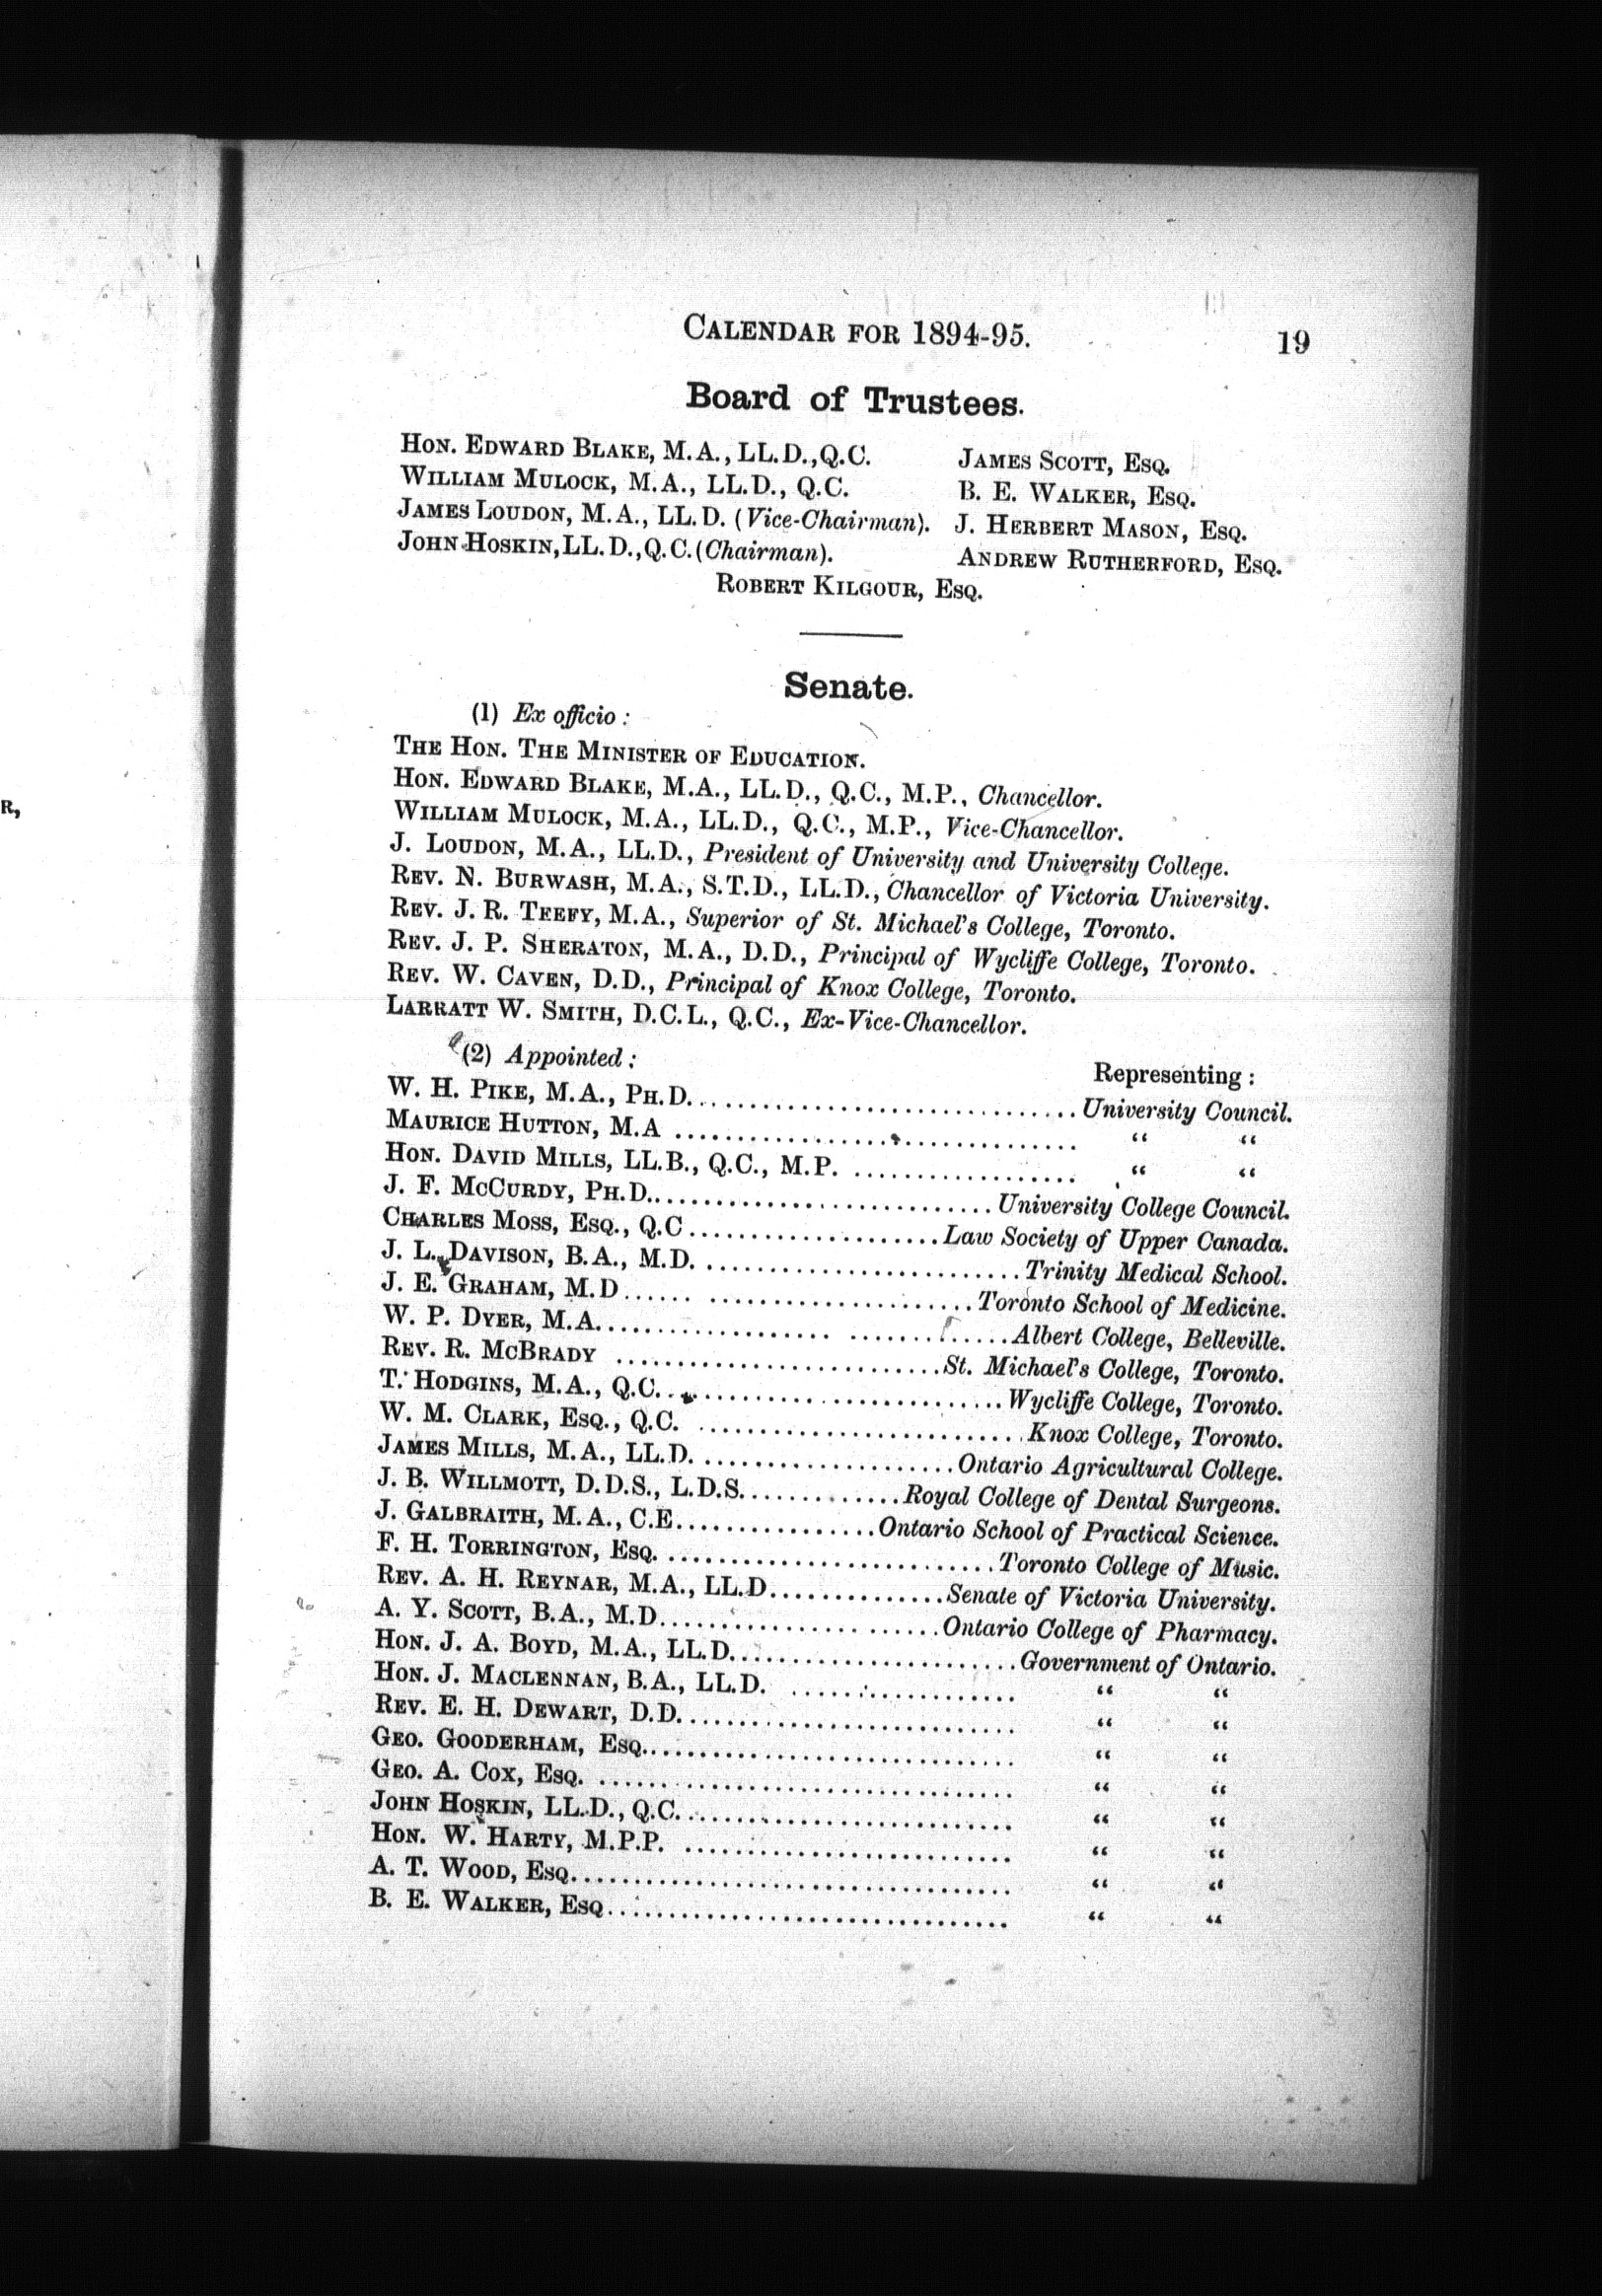 R,
CALENDAR FOR 1894-95. 19
Board of Trustees.
HON. EDWARD BLAKE, M.A., LL.D., Q.C. JAMES SCOTT, ESQ.
WILLIAM MULOCK, M.A., LL.D., Q.C. B. E. WALKER, ESQ.
JAMES LOUDON, M.A., LL.D. (Vice-Chairman). J. HERBERT MASON, ESQ.
JOHN HOSKIN, LL.D., Q.C. (Chairman). ANDREW RUTHERFORD, ESQ.
ROBERT KILGOUR, ESQ.
Senate.
(1) Ex officio :
THE HON. THE MINISTER OF EDUCATION.
HON. EDWARD BLAKE, M.A., LL.D., Q.C., M.P., Chancellor.
WILLIAM MULOCK, M.A., LL.D., Q.C., M.P., Vice-Chancellor.
J. LOUDON, M.A., LL.D., President of University and University College.
REV. N. BURWASH, M.A., S.T.D., LL.D., Chancellor of Victoria University.
REV. J. R. TEEFY, M.A., Superior of St. Michael's College, Toronto.
REV. J. P. SHERATON, M.A., D.D., Principal of Wycliffe College, Toronto.
REV. W. CAVEN, D.D., Principal of Knox College, Toronto.
LARRATT W. SMITH, D.C.L., Q.C., Ex-Vice-Chancellor.
(2) Appointed : Representing :
W. H. PIKE, M.A., PH.D. ........ University Council.
MAURICE HUTTON, M.A ........ “ “
HON. DAVID MILLS, LL.B., Q.C., M.P. ........ “ “
J. F. MCCURDY, PH.D. ........ University College Council.
CHARLES MOSS, ESQ., Q.C ........ Law Society of Upper Canada.
J. L. DAVISON, B.A., M.D. ........ Trinity Medical School.
J. E. GRAHAM, M.D ........ Toronto School of Medicine.
W. P. DYER, M.A. ........ Albert College, Belleville.
REV. R. MCBRADY ........ St. Michael's College, Toronto.
T. HODGINS, M.A., Q.C. ........ Wycliffe College, Toronto.
W. M. CLARK, ESQ., Q.C. ........ Knox College, Toronto.
JAMES MILLS, M.A., LL.D. ........ Ontario Agricultural College.
J. B. WILLMOTT, D.D.S., L.D.S. ........ Royal College of Dental Surgeons.
J. GALBRAITH, M.A., C.E. ........ Ontario School of Practical Science.
F. H. TORRINGTON, ESQ. ........ Toronto College of Music.
REV. A. H. REYNAR, M.A., LL.D. ........ Senate of Victoria University.
A. Y. SCOTT, B.A., M.D. ........ Ontario College of Pharmacy.
HON. J. A. BOYD, M.A., LL.D. ........ Government of Ontario.
HON. J. MACLENNAN, B.A., LL.D. ........ “ “
REV. E. H. DEWART, D.D. ........ “ “
GEO. GOODERHAM, ESQ. ........ “ “
GEO. A. COX, ESQ. ........ “ “
JOHN HOSKIN, LL.D., Q.C. ........ “ “
HON. W. HARTY, M.P.P. ........ “ “
A. T. WOOD, ESQ. ........ “ “
B. E. WALKER, ESQ ........ “ “